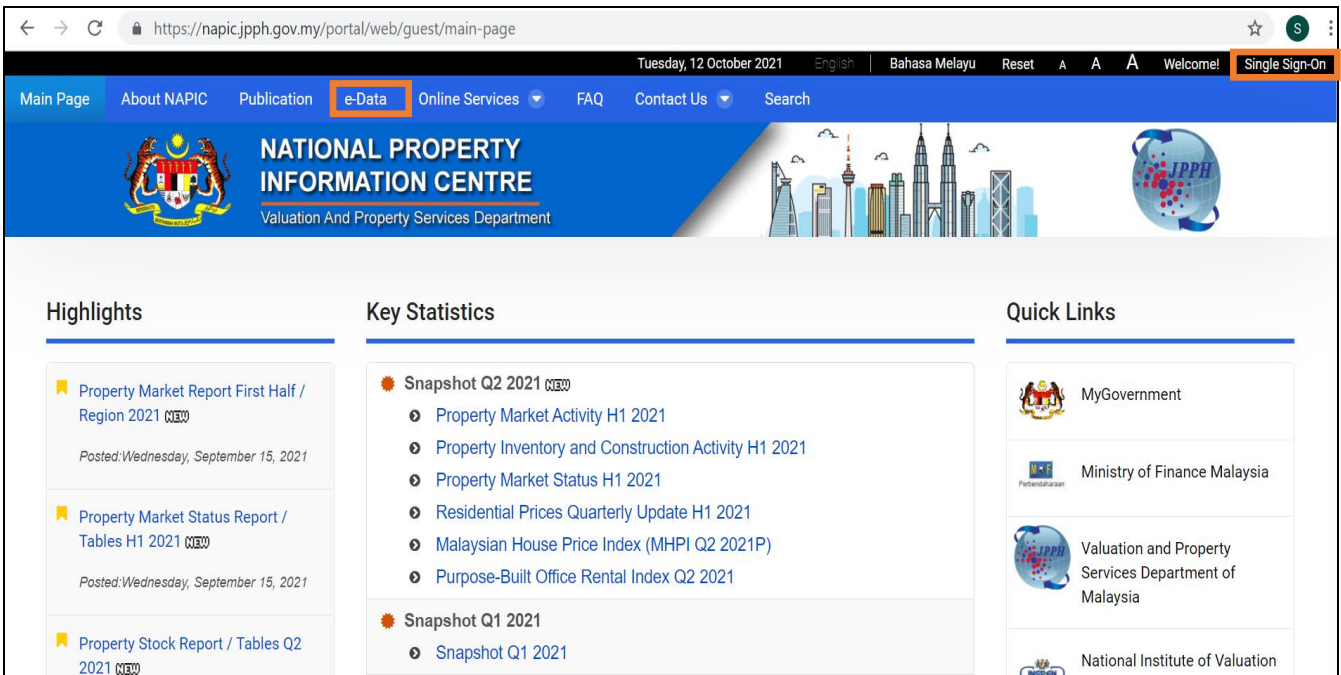 https://napic.jpph.gov.my/portal/web/guest/main-page
S
Tuesday, 12 October 2021 English Bahasa Melayu Reset A A A Welcome! Single Sign-On
Main Page About NAPIC Publication e-Data Online Services FAQ Contact Us Search
NATIONAL PROPERTY
INFORMATION CENTRE
Valuation And Property Services Department
JPPH
Highlights
Property Market Report First Half /
Region 2021 NEW
Posted:Wednesday, September 15, 2021
Property Market Status Report /
Tables H1 2021 NEW
Posted:Wednesday, September 15, 2021
Property Stock Report / Tables Q2
2021 NEW
Key Statistics
Snapshot Q2 2021 NEW
Property Market Activity H1 2021
Property Inventory and Construction Activity H1 2021
Property Market Status H1 2021
Residential Prices Quarterly Update H1 2021
Malaysian House Price Index (MHPI Q2 2021P)
Purpose-Built Office Rental Index Q2 2021
Snapshot Q1 2021
Snapshot Q1 2021
Quick Links
MyGovernment
Perbendaharaan
Ministry of Finance Malaysia
JPPH
Valuation and Property
Services Department of
Malaysia
INSPEN
National Institute of Valuation